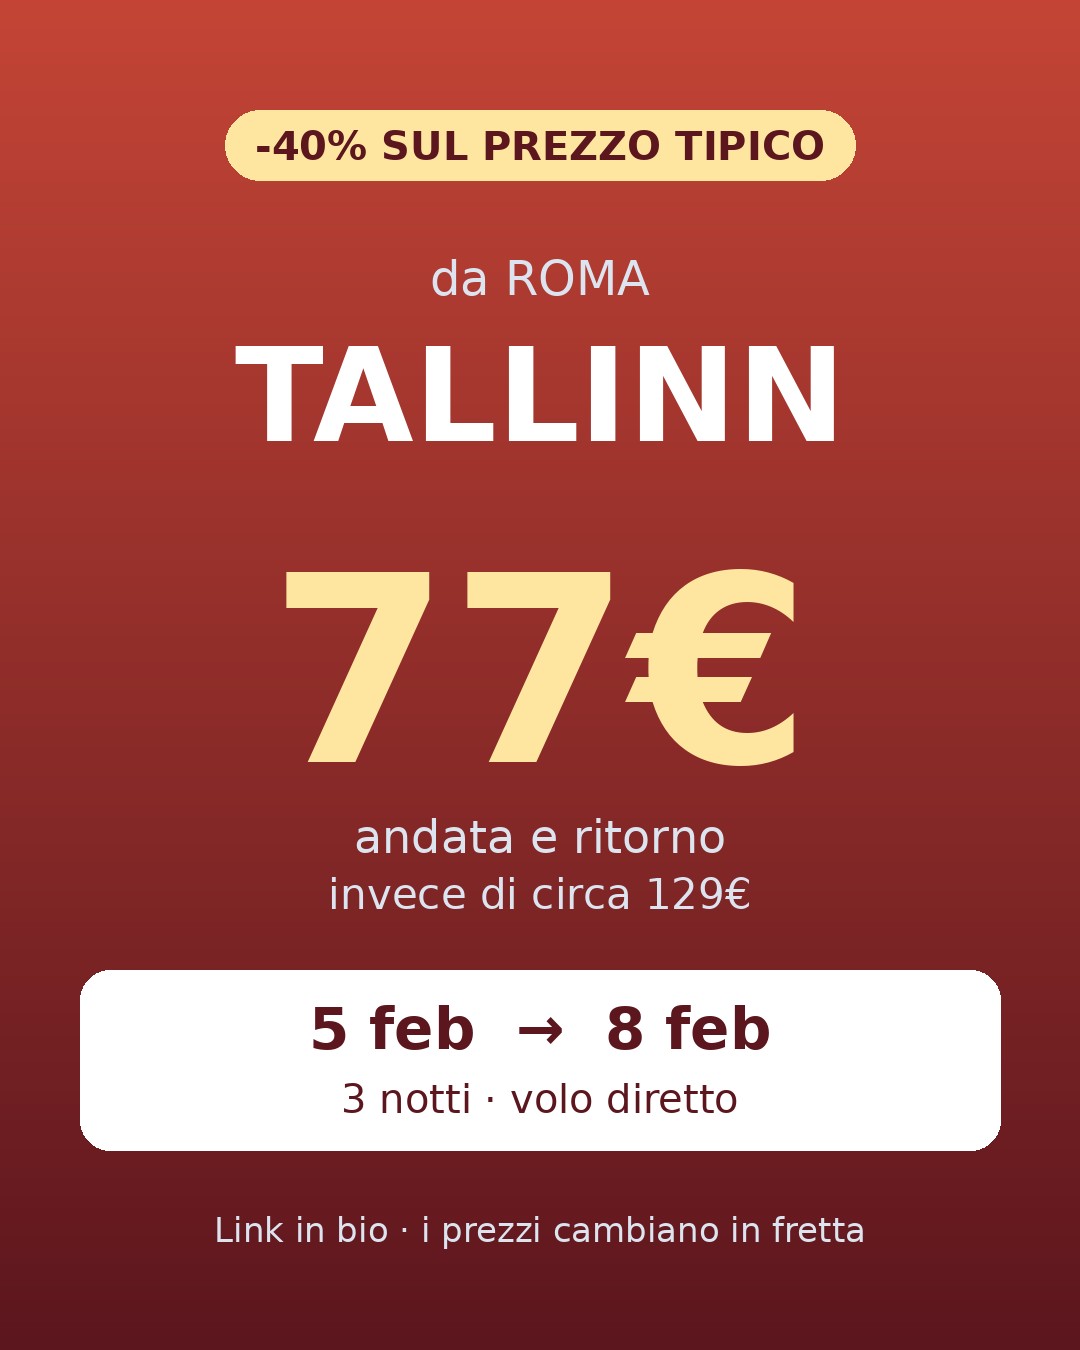 -40% SUL PREZZO TIPICO
da ROMA
TALLINN
77€
andata e ritorno
invece di circa 129€
5 feb → 8 feb
3 notti · volo diretto
Link in bio · i prezzi cambiano in fretta